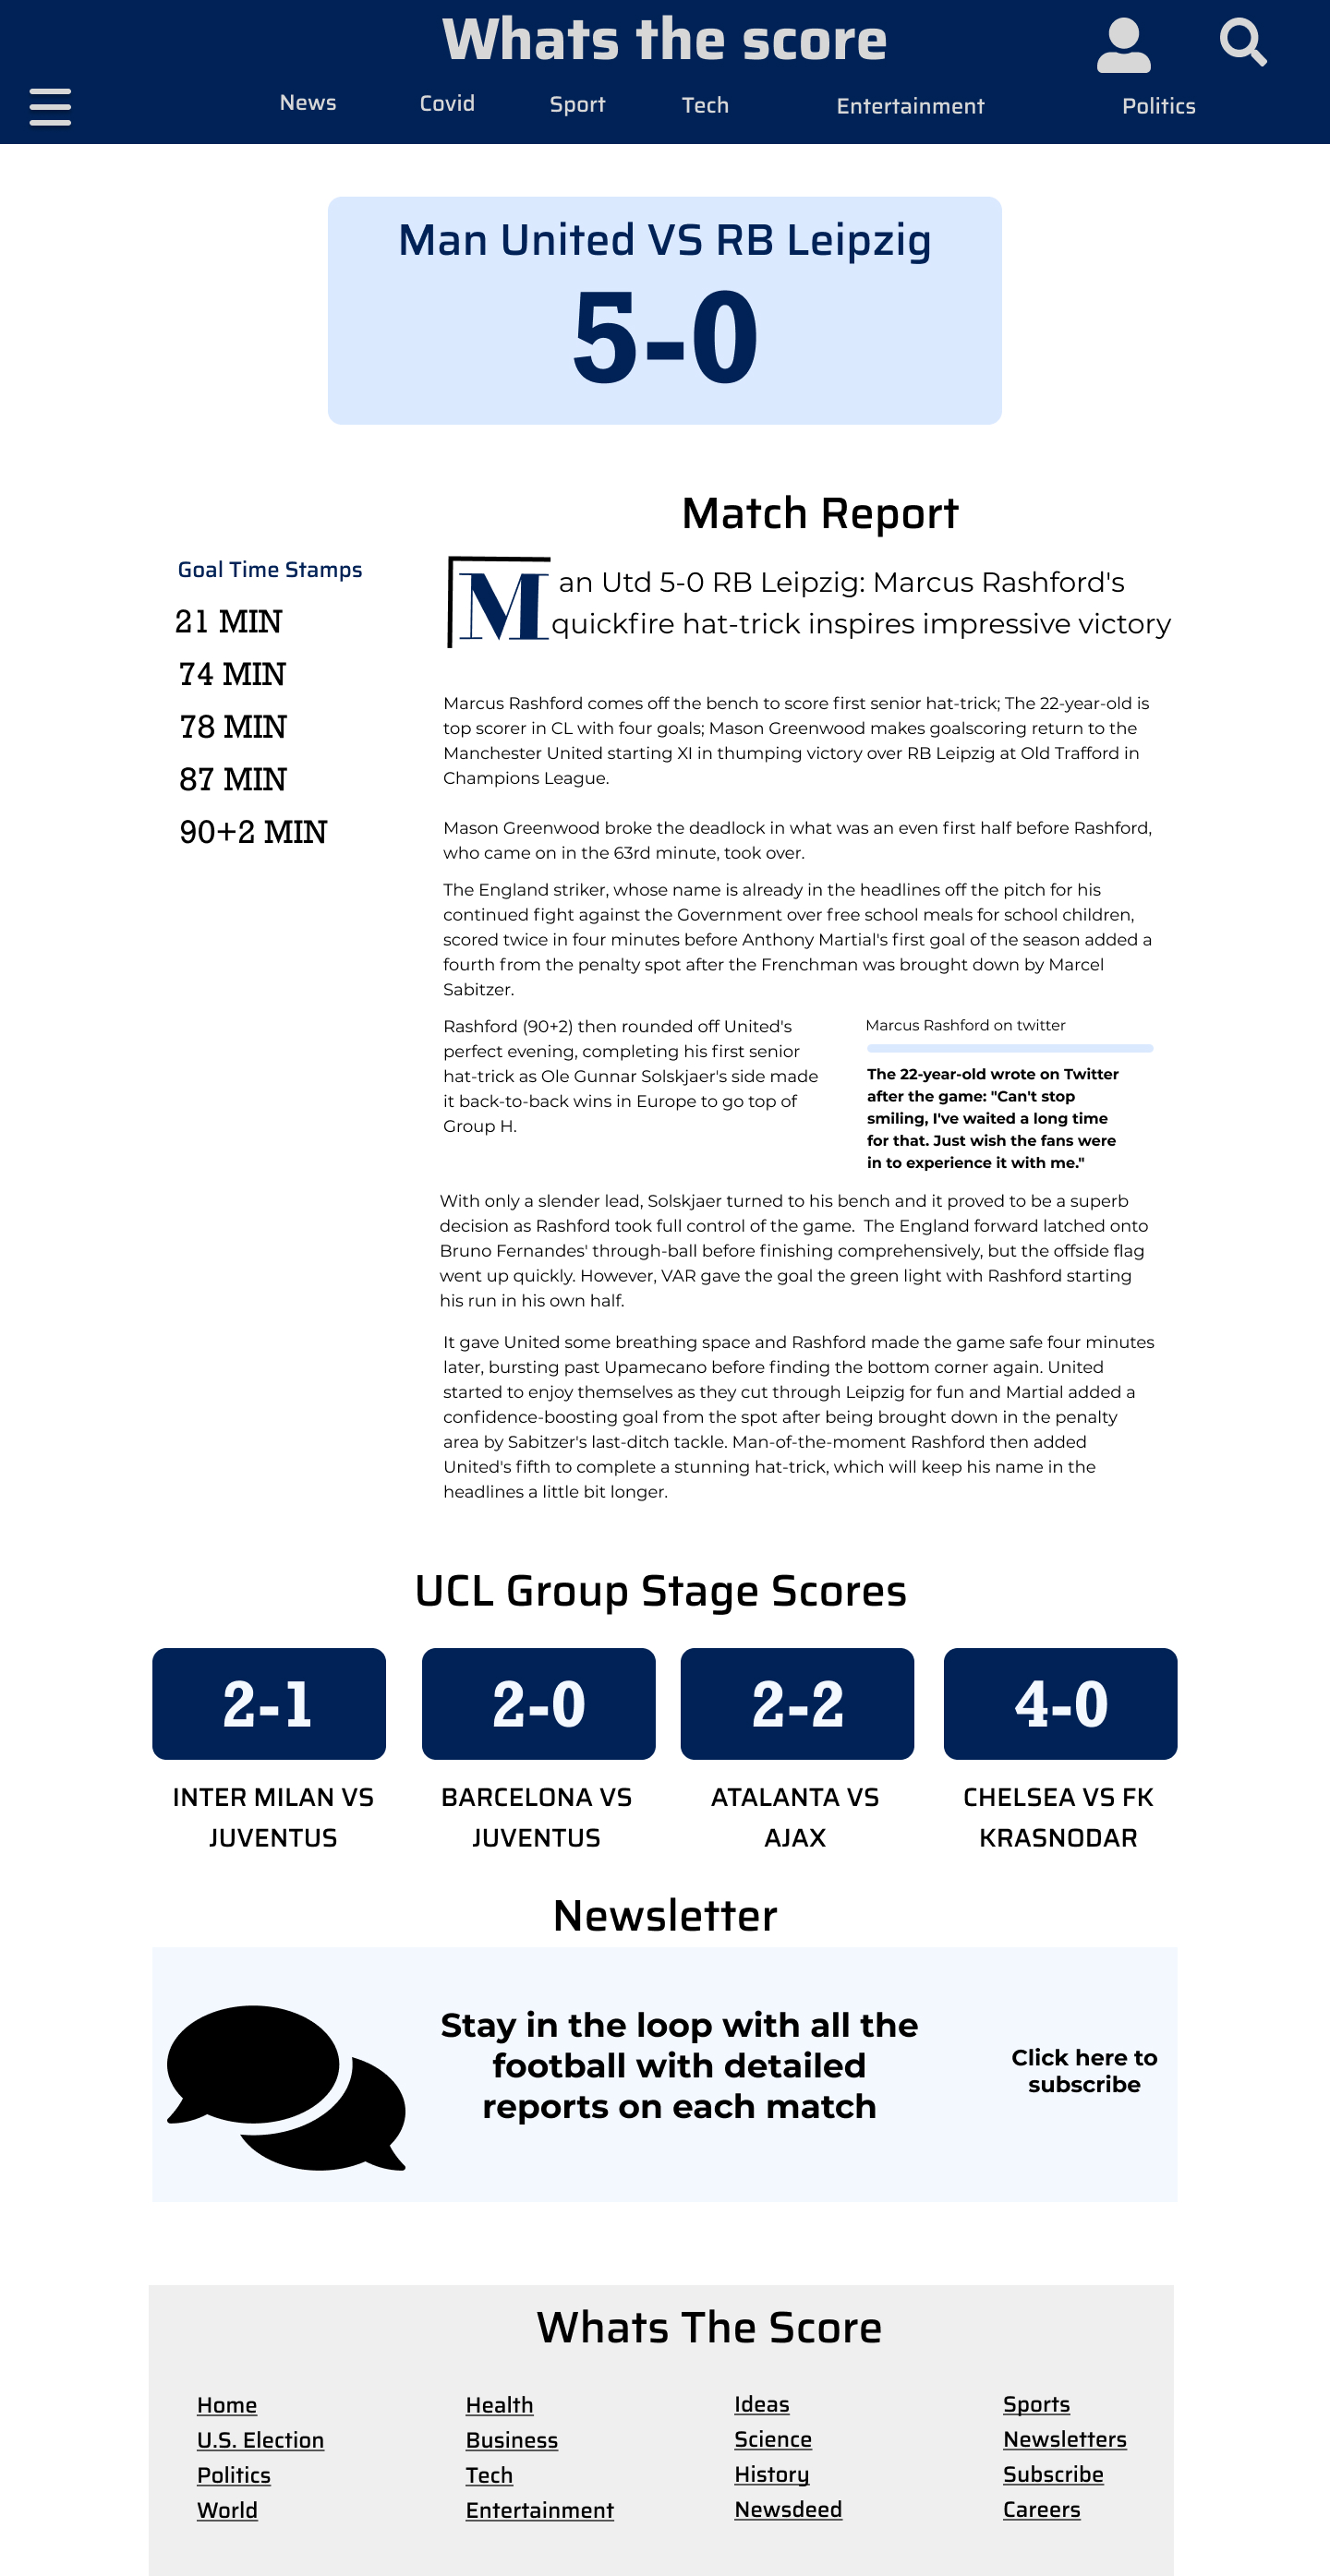 Whats the score
News Covid Sport Tech Entertainment Politics
Man United VS RB Leipzig
5-0
Match Report
Goal Time Stamps
21 MIN
74 MIN
78 MIN
87 MIN
90+2 MIN
Man Utd 5-0 RB Leipzig: Marcus Rashford's
quickfire hat-trick inspires impressive victory
Marcus Rashford comes off the bench to score first senior hat-trick; The 22-year-old is
top scorer in CL with four goals; Mason Greenwood makes goalscoring return to the
Manchester United starting XI in thumping victory over RB Leipzig at Old Trafford in
Champions League.
Mason Greenwood broke the deadlock in what was an even first half before Rashford,
who came on in the 63rd minute, took over.
The England striker, whose name is already in the headlines off the pitch for his
continued fight against the Government over free school meals for school children,
scored twice in four minutes before Anthony Martial's first goal of the season added a
fourth from the penalty spot after the Frenchman was brought down by Marcel
Sabitzer.
Rashford (90+2) then rounded off United's
perfect evening, completing his first senior
hat-trick as Ole Gunnar Solskjaer's side made
it back-to-back wins in Europe to go top of
Group H.
Marcus Rashford on twitter
The 22-year-old wrote on Twitter
after the game: "Can't stop
smiling, I've waited a long time
for that. Just wish the fans were
in to experience it with me."
With only a slender lead, Solskjaer turned to his bench and it proved to be a superb
decision as Rashford took full control of the game.  The England forward latched onto
Bruno Fernandes' through-ball before finishing comprehensively, but the offside flag
went up quickly. However, VAR gave the goal the green light with Rashford starting
his run in his own half.
It gave United some breathing space and Rashford made the game safe four minutes
later, bursting past Upamecano before finding the bottom corner again. United
started to enjoy themselves as they cut through Leipzig for fun and Martial added a
confidence-boosting goal from the spot after being brought down in the penalty
area by Sabitzer's last-ditch tackle. Man-of-the-moment Rashford then added
United's fifth to complete a stunning hat-trick, which will keep his name in the
headlines a little bit longer.
UCL Group Stage Scores
2-1
INTER MILAN VS
JUVENTUS
2-0
BARCELONA VS
JUVENTUS
2-2
ATALANTA VS
AJAX
4-0
CHELSEA VS FK
KRASNODAR
Newsletter
Stay in the loop with all the
football with detailed
reports on each match
Click here to
subscribe
Whats The Score
Home
U.S. Election
Politics
World
Health
Business
Tech
Entertainment
Ideas
Science
History
Newsdeed
Sports
Newsletters
Subscribe
Careers